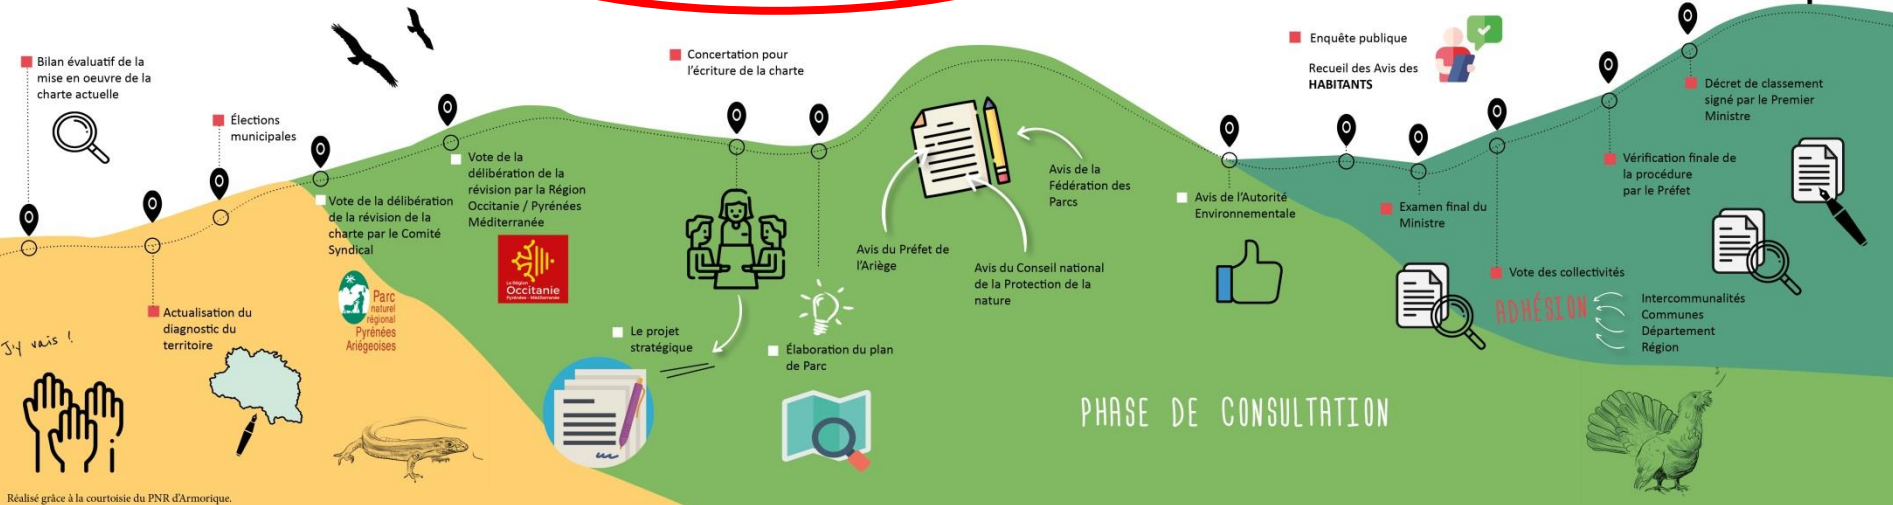 Bilan évaluatif de la
mise en oeuvre de la
charte actuelle
Élections
municipales
Actualisation du
diagnostic du
territoire
J'y vais !
Réalisé grâce à la courtoisie du PNR d'Armorique.
Vote de la délibération
de la révision de la
charte par le Comité
Syndical
Parc
naturel
régional
Pyrénées
Ariégeoises
Vote de la
délibération de la
révision par la Région
Occitanie / Pyrénées
Méditerranée
La Région
Occitanie
Pyrénées - Méditerranée
Concertation pour
l'écriture de la charte
Le projet
stratégique
Élaboration du plan
de Parc
Avis du Préfet de
l'Ariège
Avis du Conseil national
de la Protection de la
nature
Avis de la
Fédération des
Parcs
Avis de l'Autorité
Environnementale
PHASE DE CONSULTATION
Enquête publique
Recueil des Avis des
HABITANTS
Examen final du
Ministre
Vote des collectivités
ADHÉSION
Intercommunalités
Communes
Département
Région
Vérification finale de
la procédure
par le Préfet
Décret de classement
signé par le Premier
Ministre